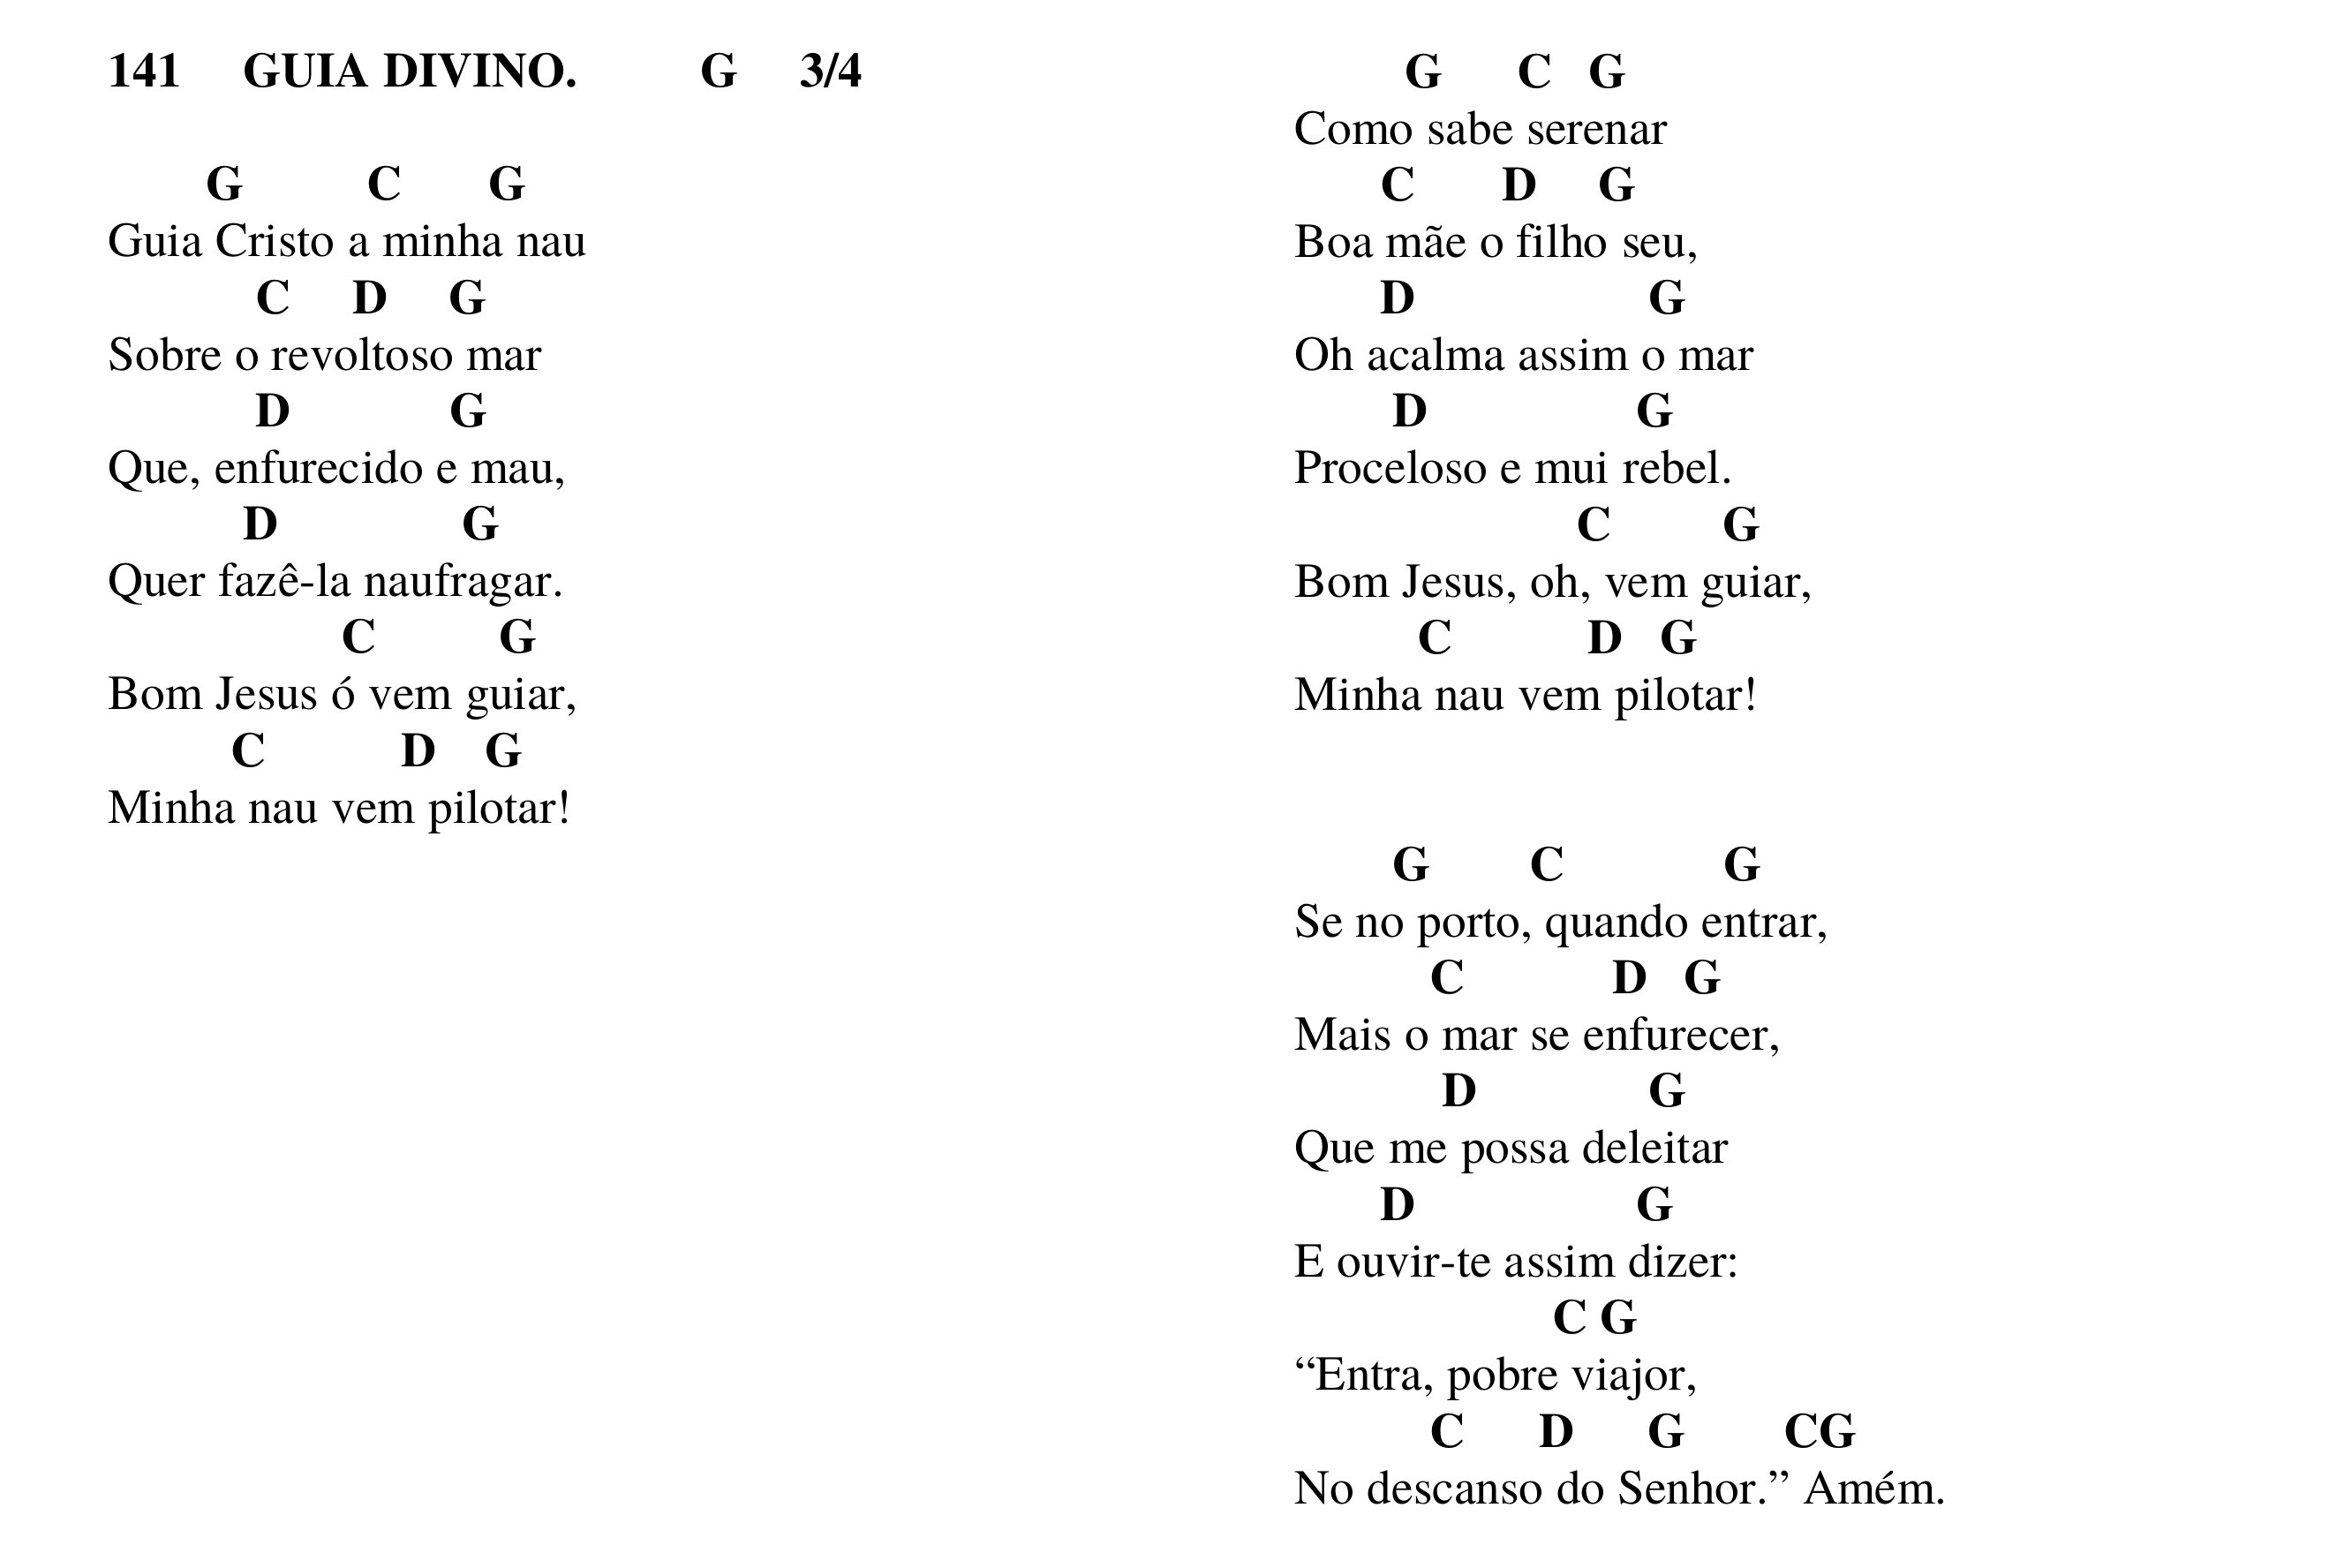 141 GUIA DIVINO. G 3/4
G C G
Guia Cristo a minha nau
C D G
Sobre o revoltoso mar
D G
Que, enfurecido e mau,
D G
Quer fazê-la naufragar.
C G
Bom Jesus ó vem guiar,
C D G
Minha nau vem pilotar!
G C G
Como sabe serenar
C D G
Boa mãe o filho seu,
D G
Oh acalma assim o mar
D G
Proceloso e mui rebel.
C G
Bom Jesus, oh, vem guiar,
C D G
Minha nau vem pilotar!
G C G
Se no porto, quando entrar,
C D G
Mais o mar se enfurecer,
D G
Que me possa deleitar
D G
E ouvir-te assim dizer:
C G
“Entra, pobre viajor,
C D G CG
No descanso do Senhor.” Amém.